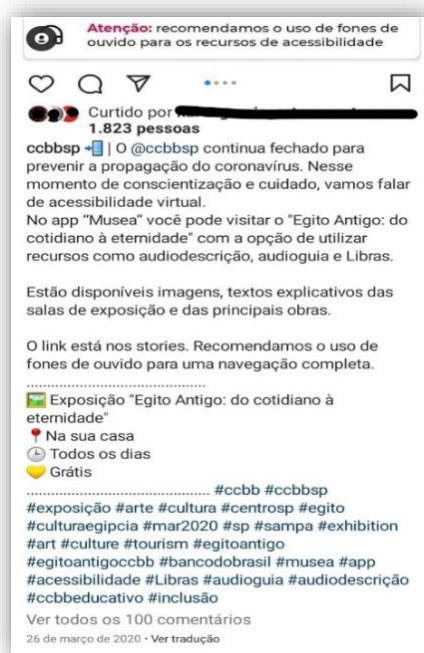 Atenção: recomendamos o uso de fones de
ouvido para os recursos de acessibilidade
Curtido por
1.823 pessoas
ccbbsp 📲 | O @ccbbsp continua fechado para
prevenir a propagação do coronavírus. Nesse
momento de conscientização e cuidado, vamos falar
de acessibilidade virtual.
No app “Musea” você pode visitar o "Egito Antigo: do
cotidiano à eternidade" com a opção de utilizar
recursos como audiodescrição, audioguia e Libras.
Estão disponíveis imagens, textos explicativos das
salas de exposição e das principais obras.
O link está nos stories. Recomendamos o uso de
fones de ouvido para uma navegação completa.
............................................
🖼️ Exposição "Egito Antigo: do cotidiano à
eternidade"
📍 Na sua casa
🕒 Todos os dias
💛 Grátis
............................................ #ccbb #ccbbsp
#exposição #arte #cultura #centrosp #egito
#culturaegipcia #mar2020 #sp #sampa #exhibition
#art #culture #tourism #egitoantigo
#egitoantigoccbb #bancodobrasil #musea #app
#acessibilidade #Libras #audioguia #audiodescrição
#ccbbeducativo #inclusão
Ver todos os 100 comentários
26 de março de 2020 • Ver tradução